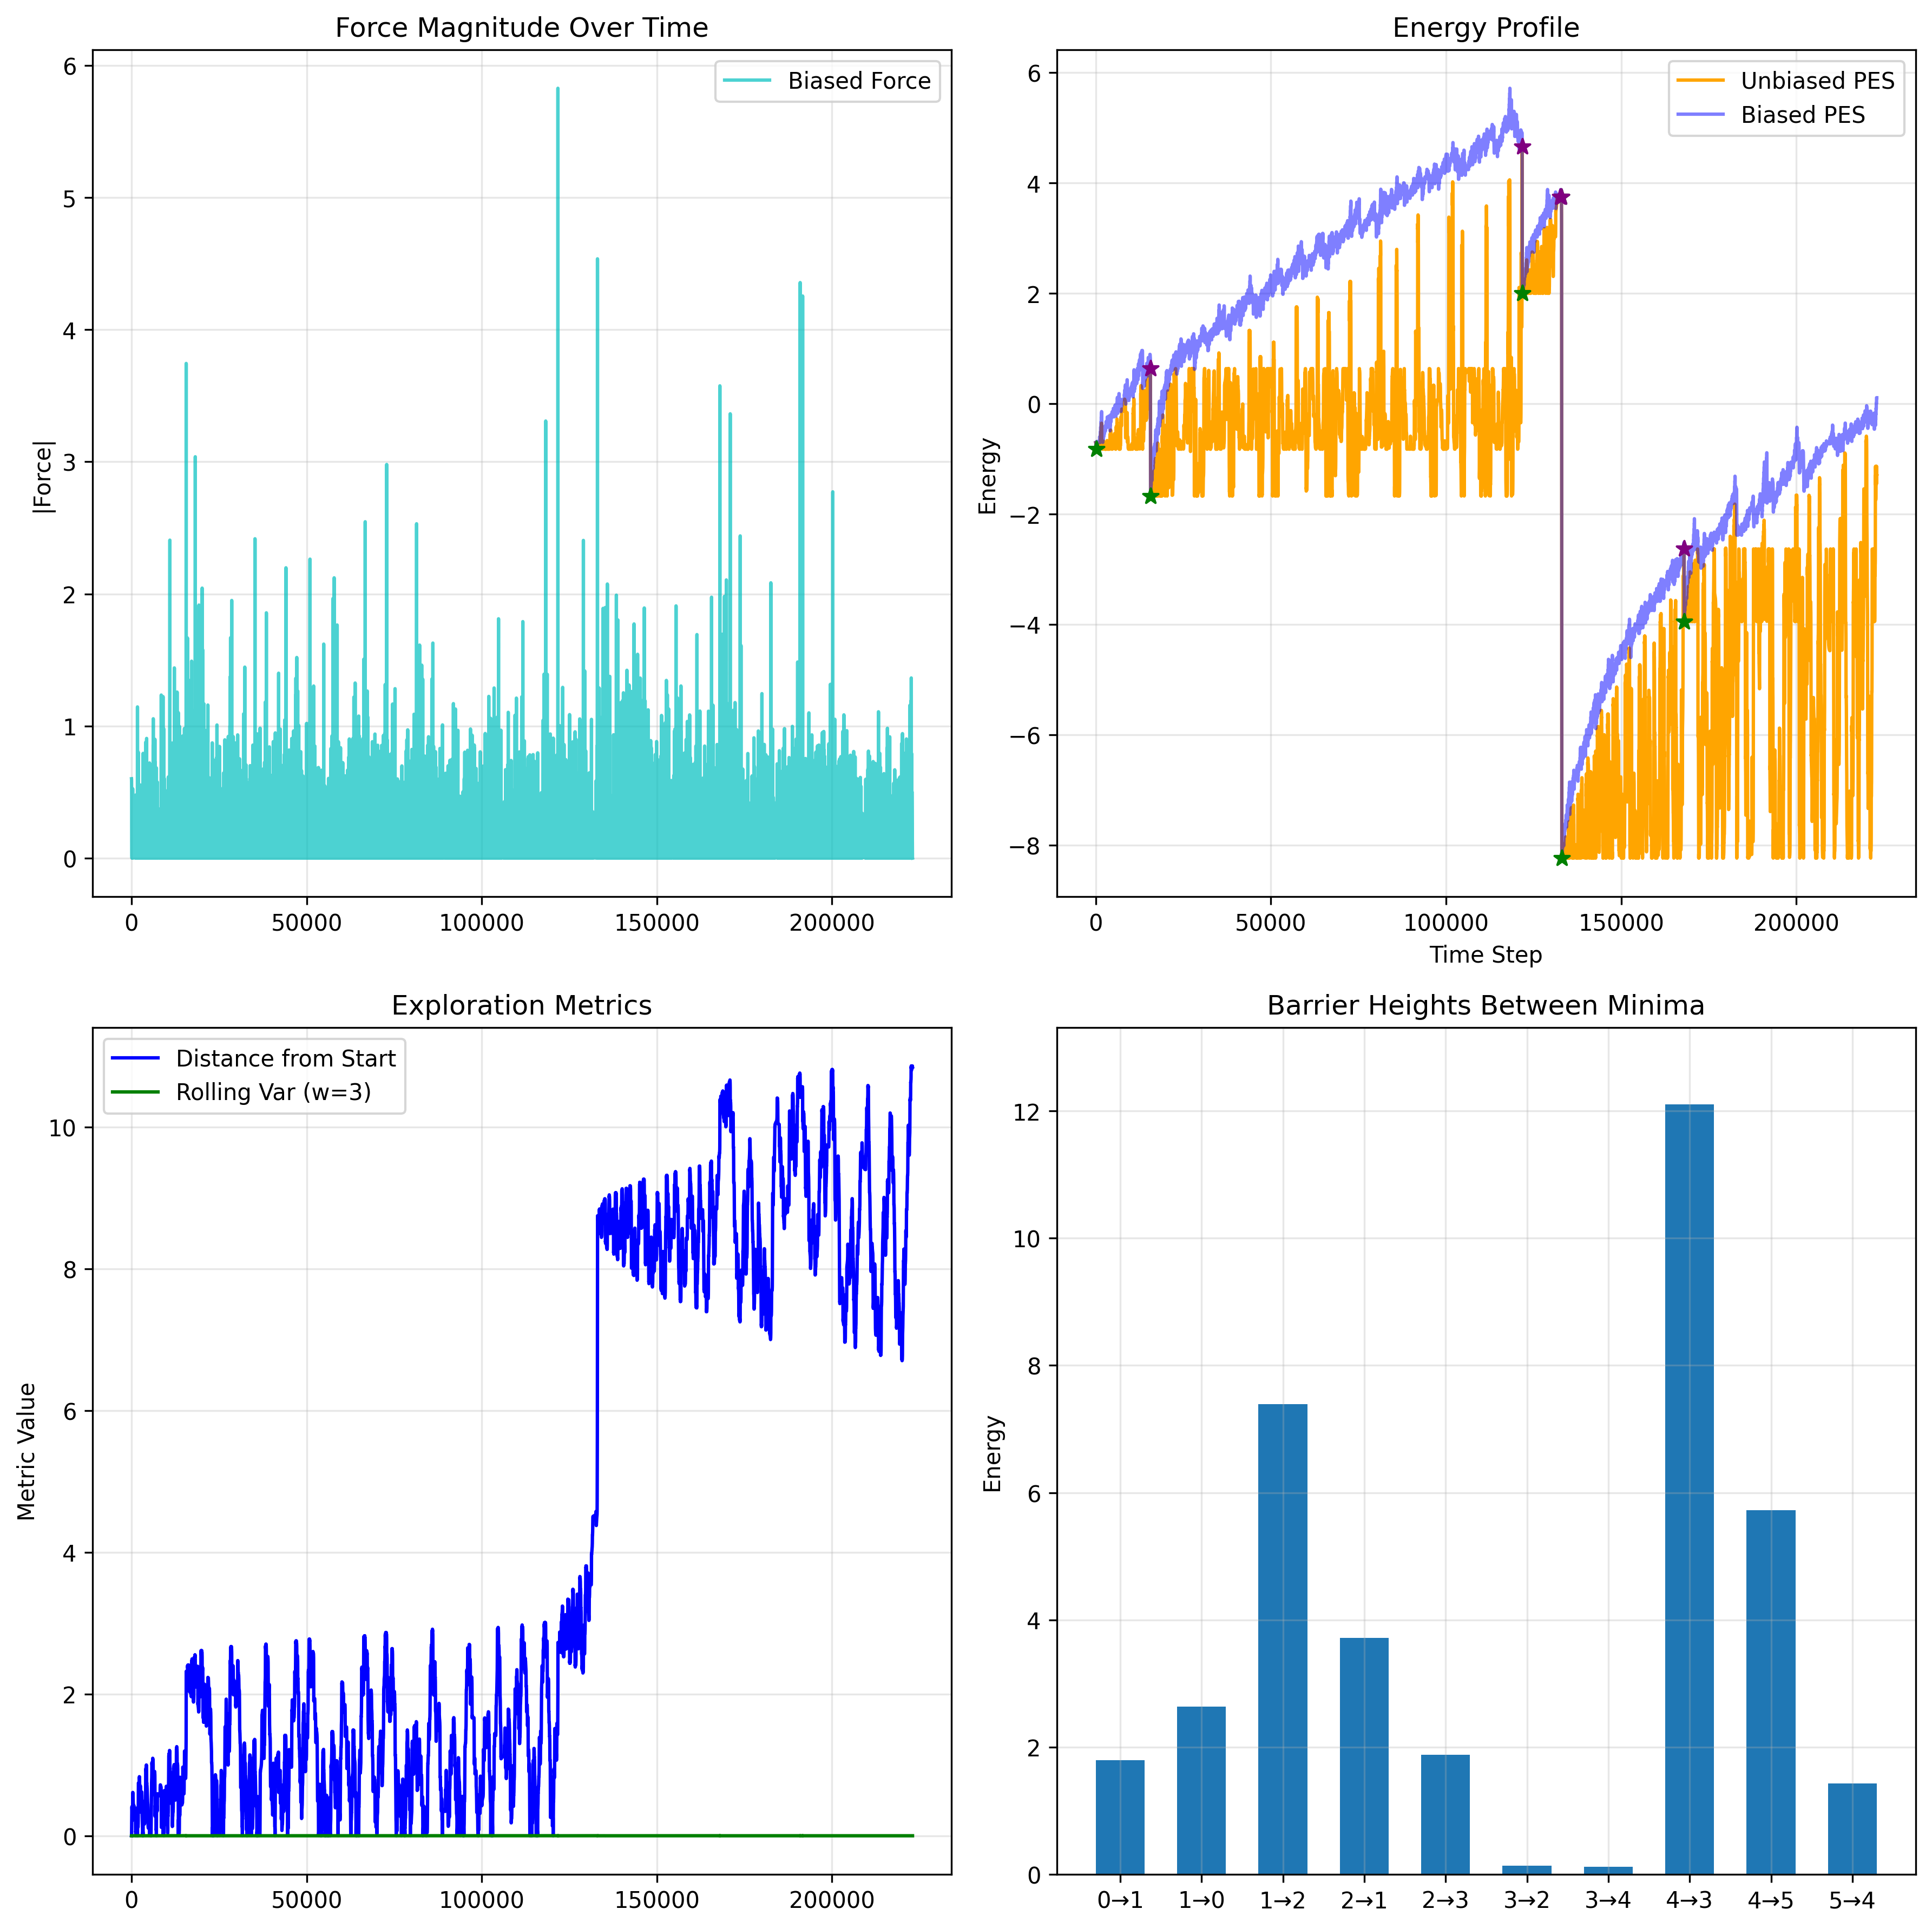 Force Magnitude Over Time
Biased Force
|Force|
6
5
4
3
2
1
0
0 50000 100000 150000 200000
Energy Profile
Unbiased PES
Biased PES
Energy
6
4
2
0
−2
−4
−6
−8
0 50000 100000 150000 200000
Time Step
Exploration Metrics
Distance from Start
Rolling Var (w=3)
Metric Value
10
8
6
4
2
0
0 50000 100000 150000 200000
Barrier Heights Between Minima
Energy
12
10
8
6
4
2
0
0→1 1→0 1→2 2→1 2→3 3→2 3→4 4→3 4→5 5→4